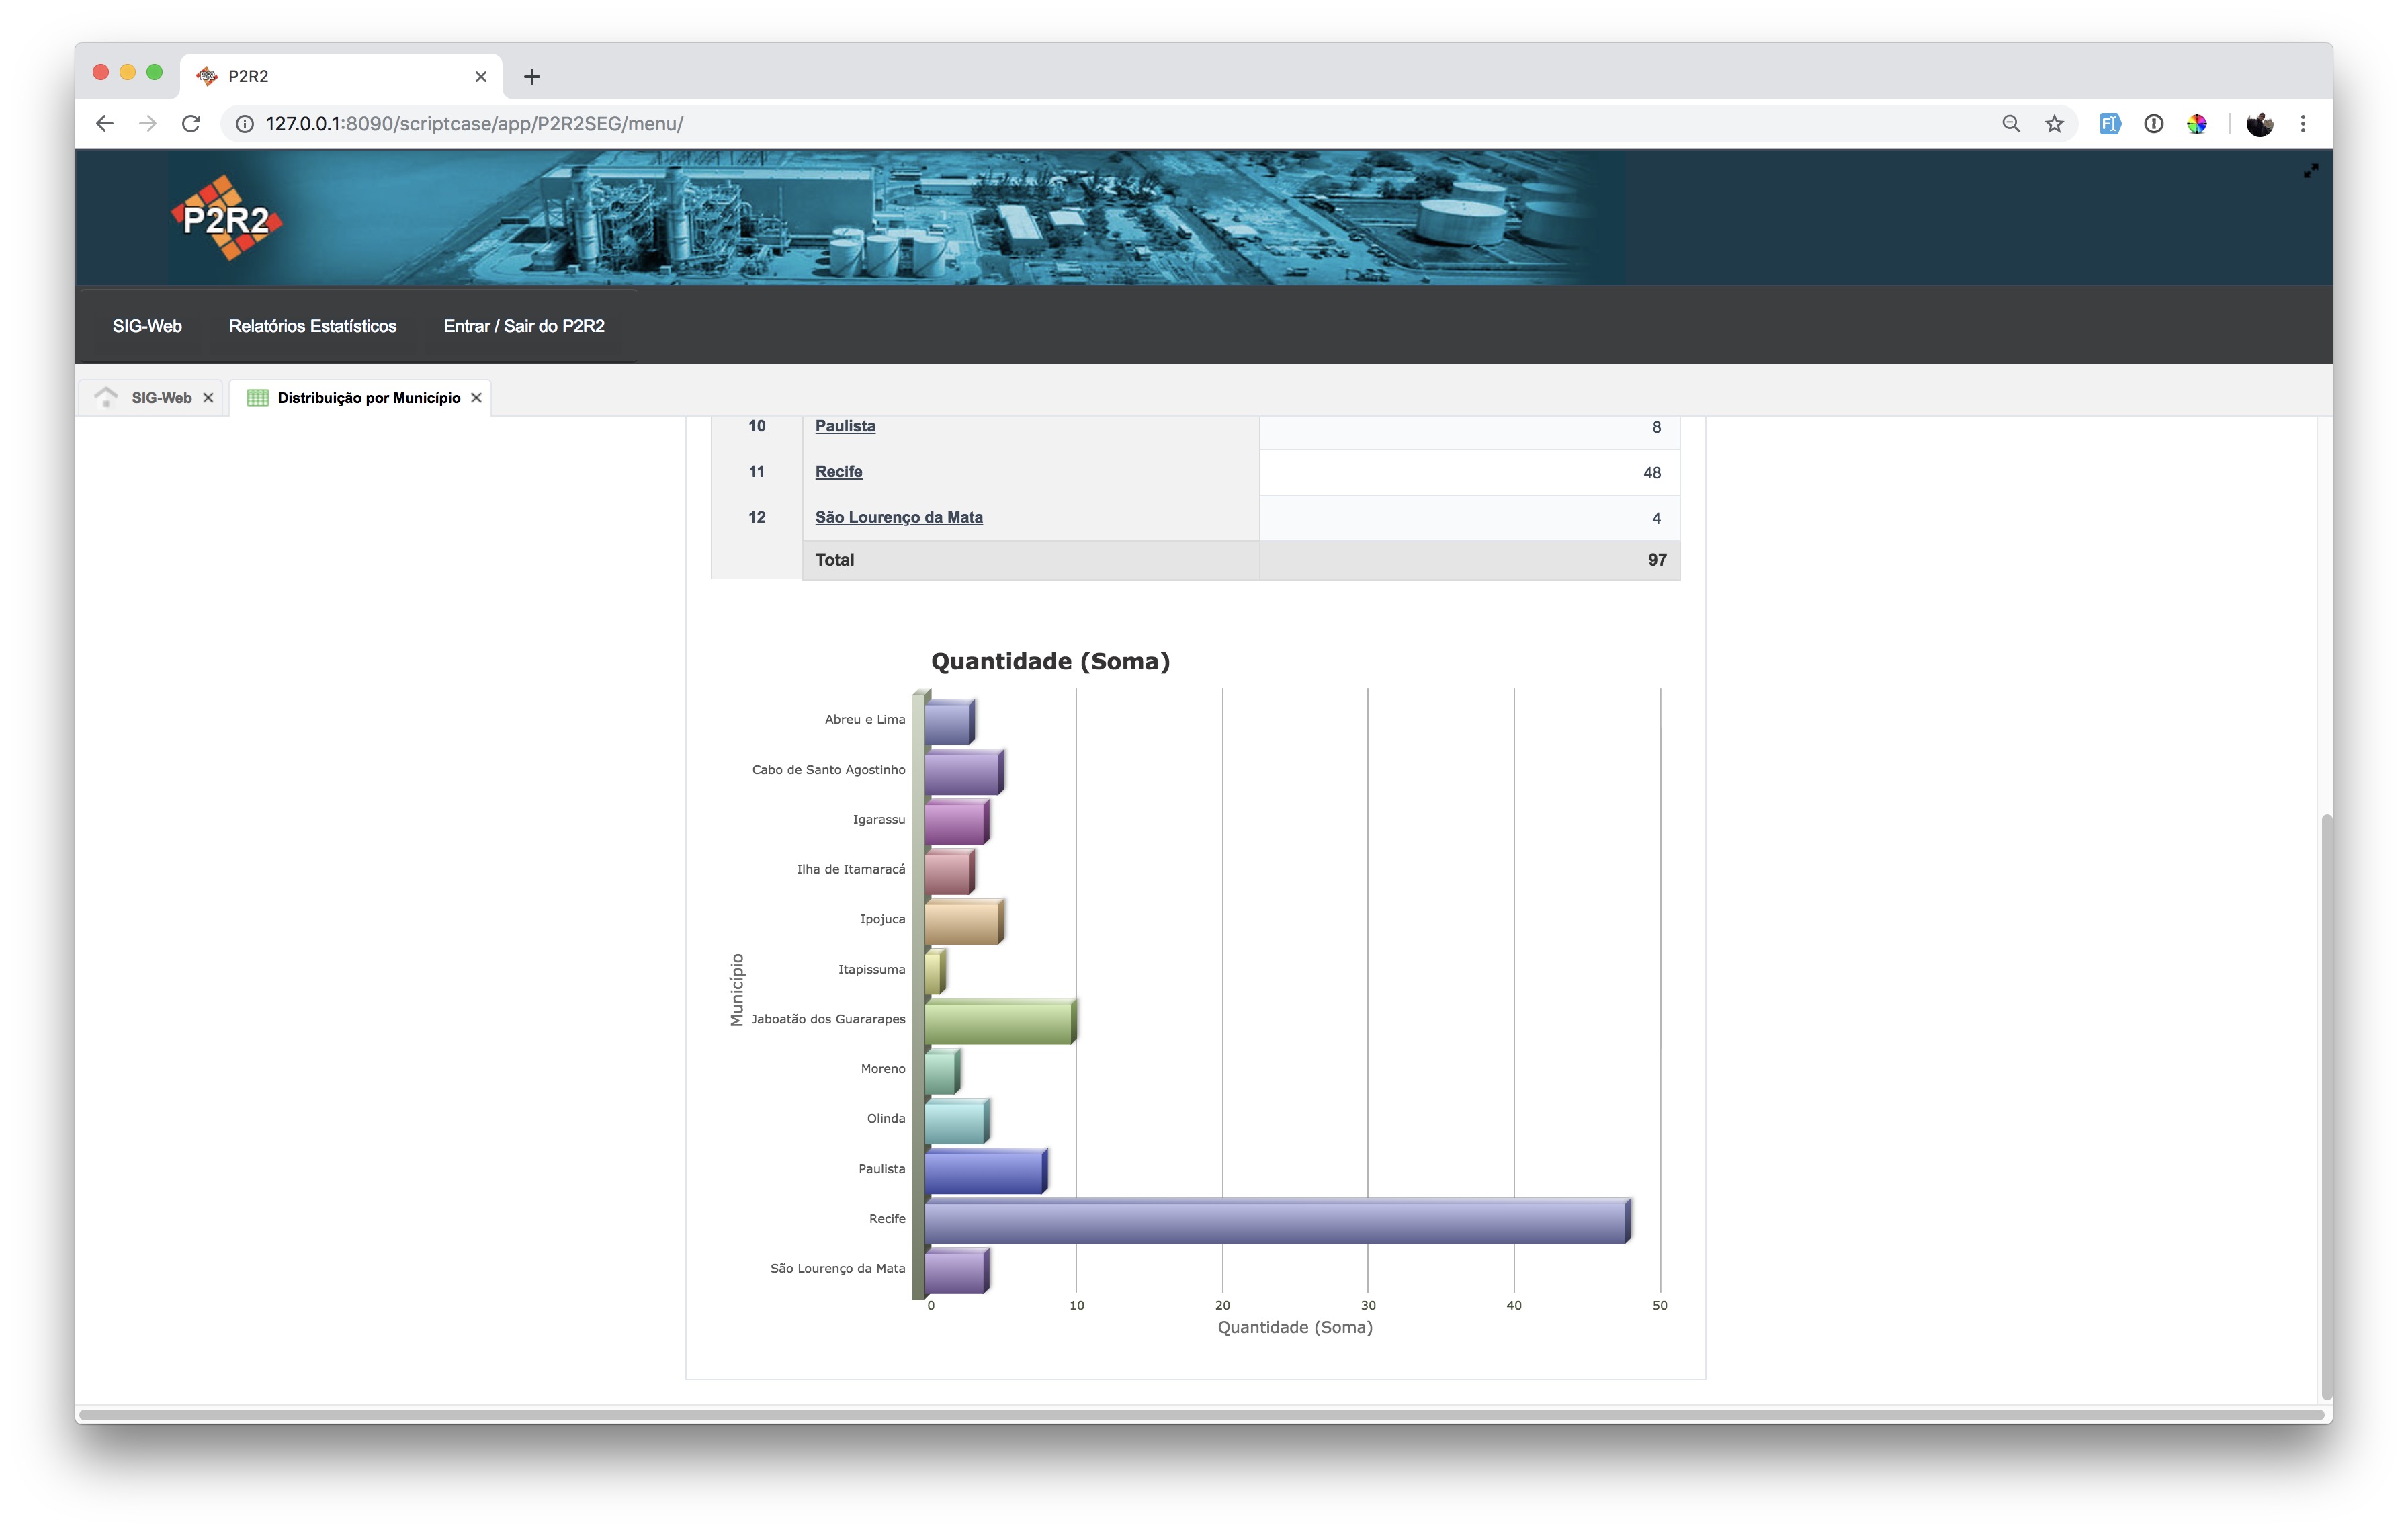 P2R2
127.0.0.1:8090/scriptcase/app/P2R2SEG/menu/
P2R2
SIG-Web Relatórios Estatísticos Entrar / Sair do P2R2
SIG-Web Distribuição por Município
10 Paulista 8
11 Recife 48
12 São Lourenço da Mata 4
Total 97
Quantidade (Soma)
Município
Abreu e Lima
Cabo de Santo Agostinho
Igarassu
Ilha de Itamaracá
Ipojuca
Itapissuma
Jaboatão dos Guararapes
Moreno
Olinda
Paulista
Recife
São Lourenço da Mata
0 10 20 30 40 50
Quantidade (Soma)